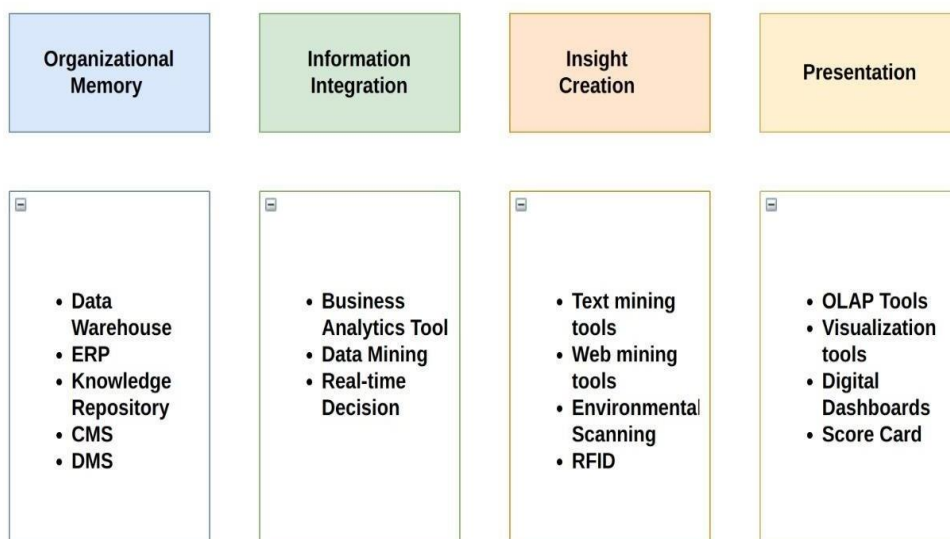 Organizational
Memory
Information
Integration
Insight
Creation
Presentation
• Data
Warehouse
• ERP
• Knowledge
Repository
• CMS
• DMS
• Business
Analytics Tool
• Data Mining
• Real-time
Decision
• Text mining
tools
• Web mining
tools
• Environmental
Scanning
• RFID
• OLAP Tools
• Visualization
tools
• Digital
Dashboards
• Score Card